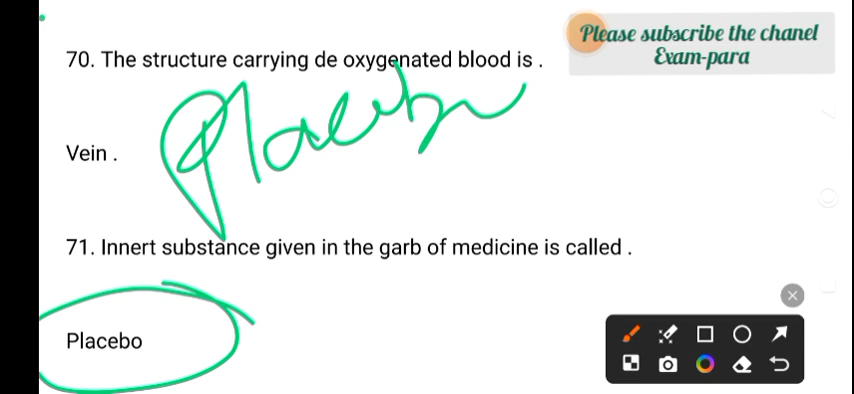 Please subscribe the chanel
Exam-para
70. The structure carrying de oxygenated blood is .
Placebo
Vein .
71. Innert substance given in the garb of medicine is called .
Placebo